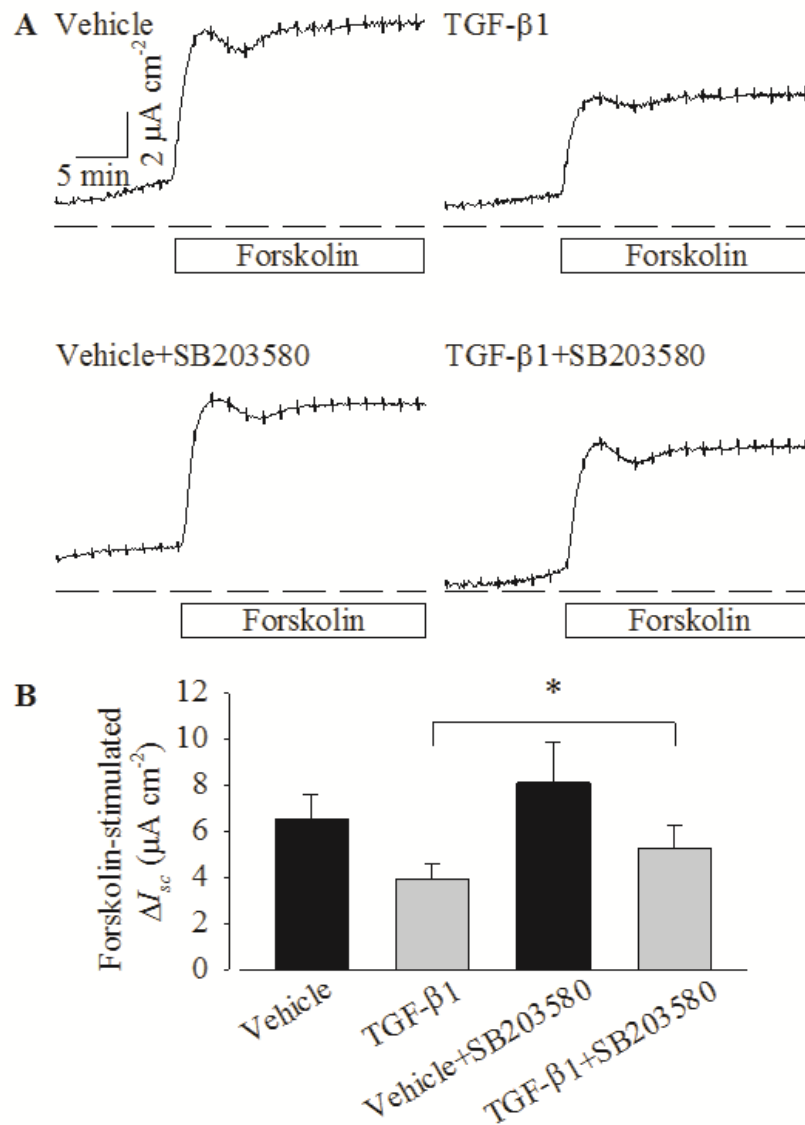 A Vehicle
TGF-β1
2 μA cm-2
5 min
Forskolin
Forskolin
Vehicle+SB203580
TGF-β1+SB203580
Forskolin
Forskolin
B
Forskolin-stimulated
ΔIsc (μA cm-2)
12
10
8
6
4
2
0
*
Vehicle
TGF-β1
Vehicle+SB203580
TGF-β1+SB203580